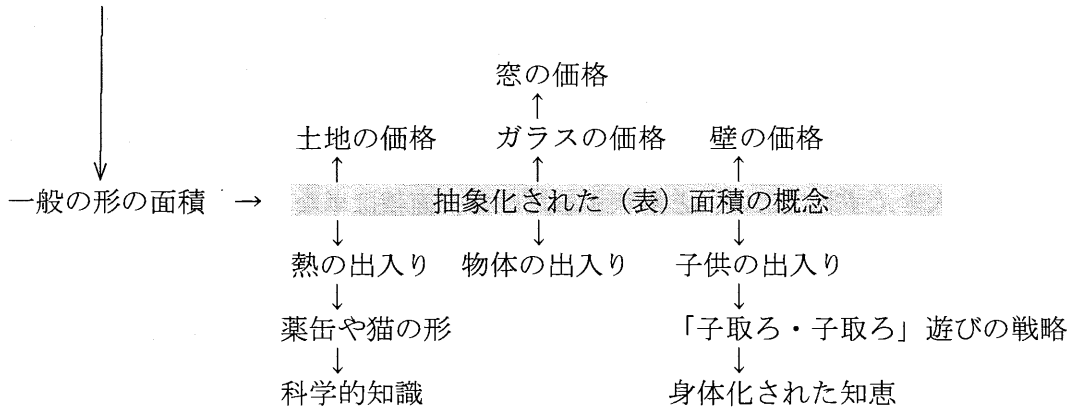 窓の価格
↑
土地の価格 ガラスの価格 壁の価格
↑ ↑ ↑
一般の形の面積 → 抽象化された（表）面積の概念
↓ ↓ ↓
熱の出入り 物体の出入り 子供の出入り
↓ ↓
薬缶や猫の形 「子取ろ・子取ろ」遊びの戦略
↓ ↓
科学的知識 身体化された知恵